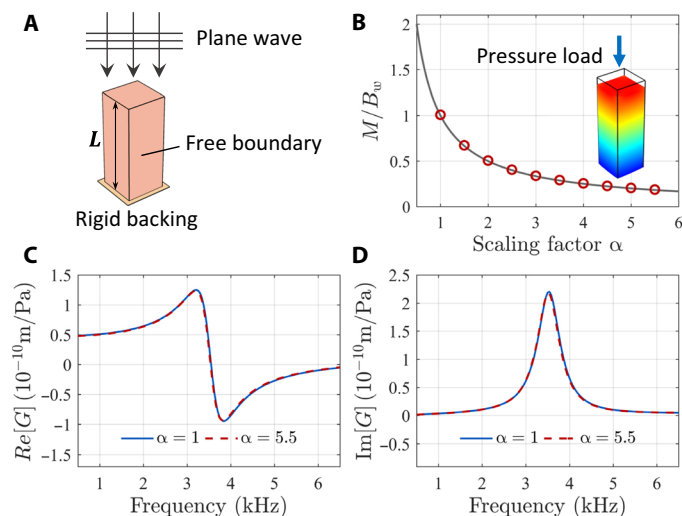 A
Plane wave
L
Free boundary
Rigid backing
B
2
1.5
1
0.5
0
M/B_w
Pressure load
1 2 3 4 5 6
Scaling factor α
C
1.5
1
0.5
0
−0.5
−1
−1.5
Re[G] (10^−10 m/Pa)
α = 1 α = 5.5
1 2 3 4 5 6
Frequency (kHz)
D
2.5
2
1.5
1
0.5
0
−0.5
Im[G] (10^−10 m/Pa)
α = 1 α = 5.5
1 2 3 4 5 6
Frequency (kHz)